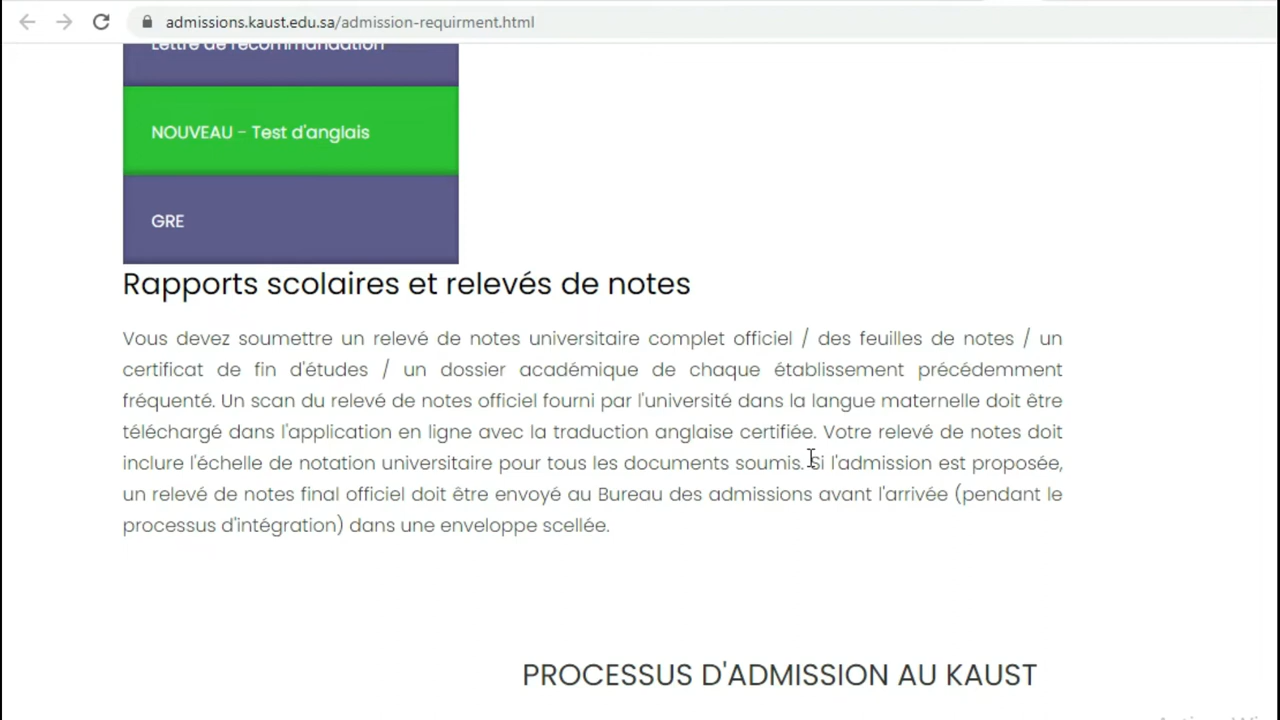 admissions.kaust.edu.sa/admission-requirment.html
Lettre de recommandation
NOUVEAU - Test d'anglais
GRE
Rapports scolaires et relevés de notes
Vous devez soumettre un relevé de notes universitaire complet officiel / des feuilles de notes / un
certificat de fin d'études / un dossier académique de chaque établissement précédemment
fréquenté. Un scan du relevé de notes officiel fourni par l'université dans la langue maternelle doit être
téléchargé dans l'application en ligne avec la traduction anglaise certifiée. Votre relevé de notes doit
inclure l'échelle de notation universitaire pour tous les documents soumis. Si l'admission est proposée,
un relevé de notes final officiel doit être envoyé au Bureau des admissions avant l'arrivée (pendant le
processus d'intégration) dans une enveloppe scellée.
PROCESSUS D'ADMISSION AU KAUST